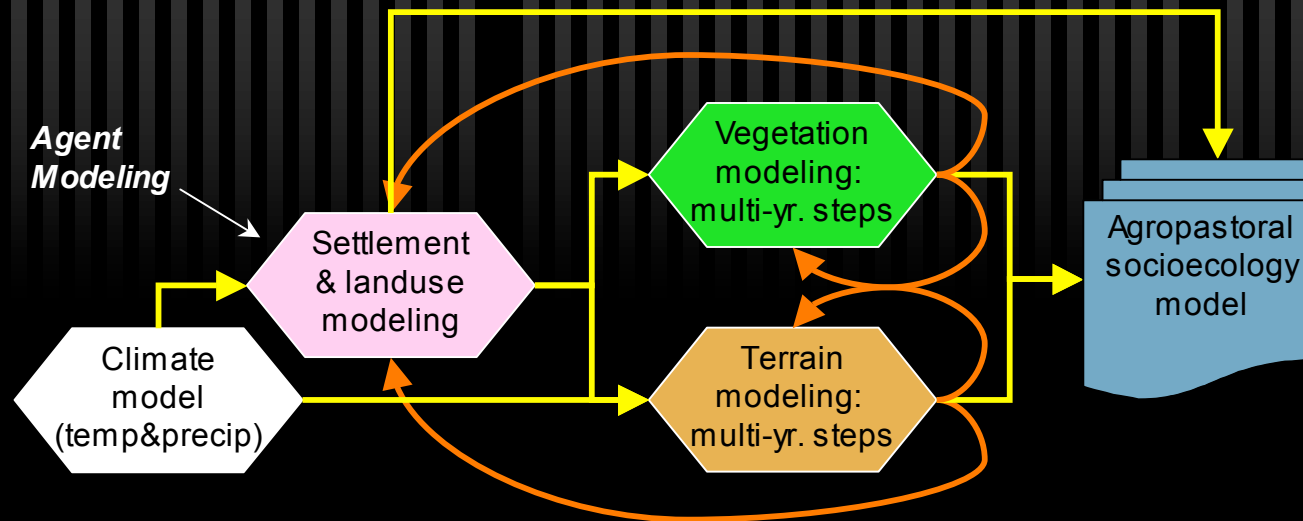 Agent
Modeling
Vegetation
modeling:
multi-yr. steps
Settlement
& landuse
modeling
Agropastoral
socioecology
model
Climate
model
(temp&precip)
Terrain
modeling:
multi-yr. steps